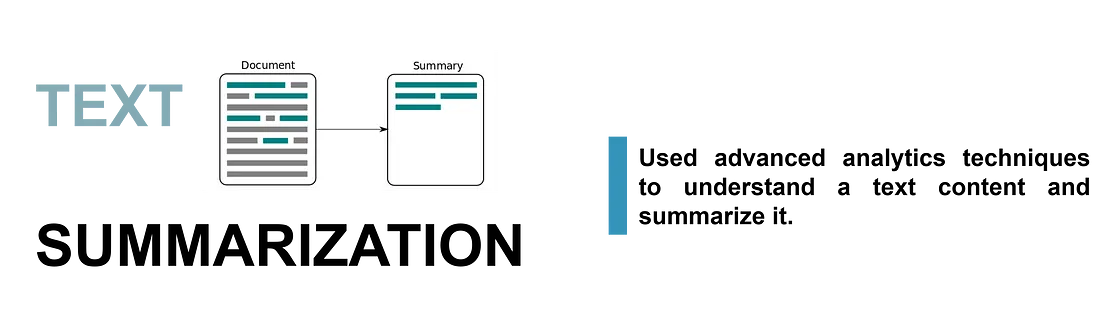 TEXT
Document
Summary
SUMMARIZATION
Used advanced analytics techniques
to understand a text content and
summarize it.